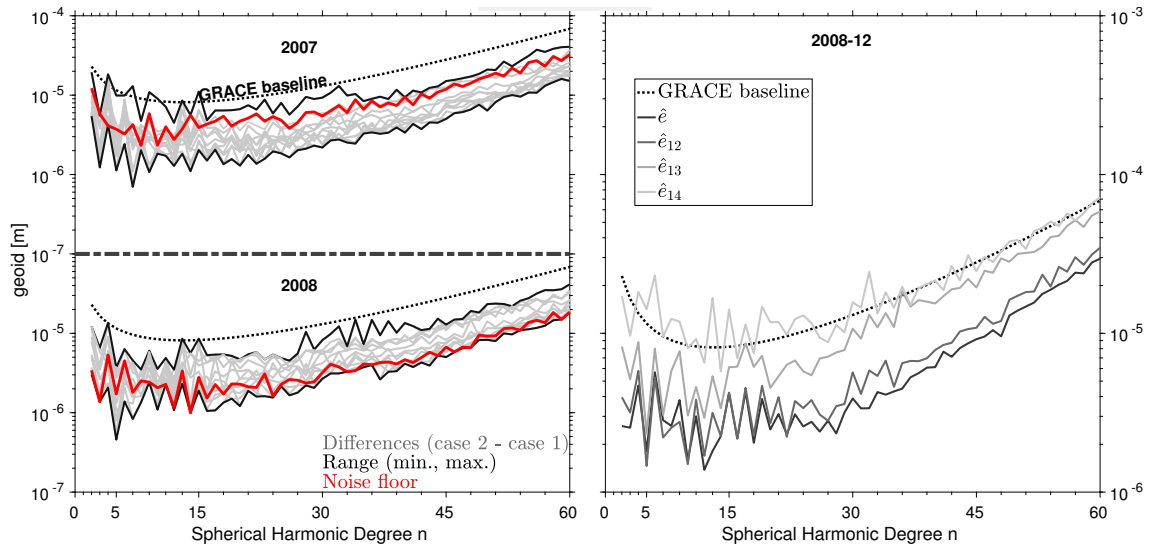 10^-4
2007
GRACE baseline
10^-5
10^-6
geoid [m]
10^-7
2008
10^-5
10^-6
Differences (case 2 - case 1)
Range (min., max.)
Noise floor
10^-7
0 5 15 30 45 60
Spherical Harmonic Degree n
10^-3
2008-12
GRACE baseline
ê
ê_12
ê_13
ê_14
10^-4
10^-5
10^-6
0 5 15 30 45 60
Spherical Harmonic Degree n